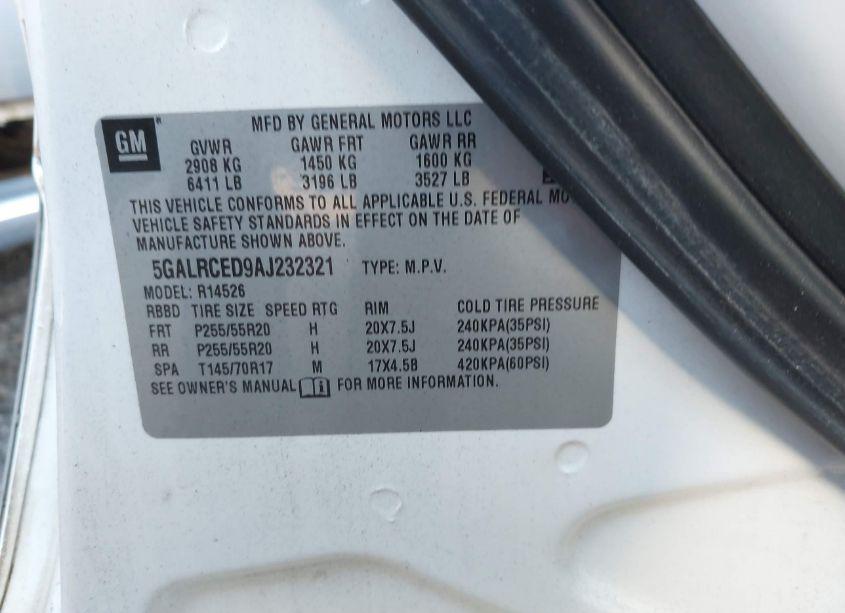 GM
MFD BY GENERAL MOTORS LLC
GVWR GAWR FRT GAWR RR
2908 KG 1450 KG 1600 KG
6411 LB 3196 LB 3527 LB
THIS VEHICLE CONFORMS TO ALL APPLICABLE U.S. FEDERAL
VEHICLE SAFETY STANDARDS IN EFFECT ON THE DATE OF
MANUFACTURE SHOWN ABOVE.
5GALRCED9AJ232321 TYPE: M.P.V.
MODEL: R14526
RBBD TIRE SIZE SPEED RTG RIM COLD TIRE PRESSURE
FRT P255/55R20 H 20X7.5J 240KPA(35PSI)
RR P255/55R20 H 20X7.5J 240KPA(35PSI)
SPA T145/70R17 M 17X4.5B 420KPA(60PSI)
SEE OWNER'S MANUAL FOR MORE INFORMATION.